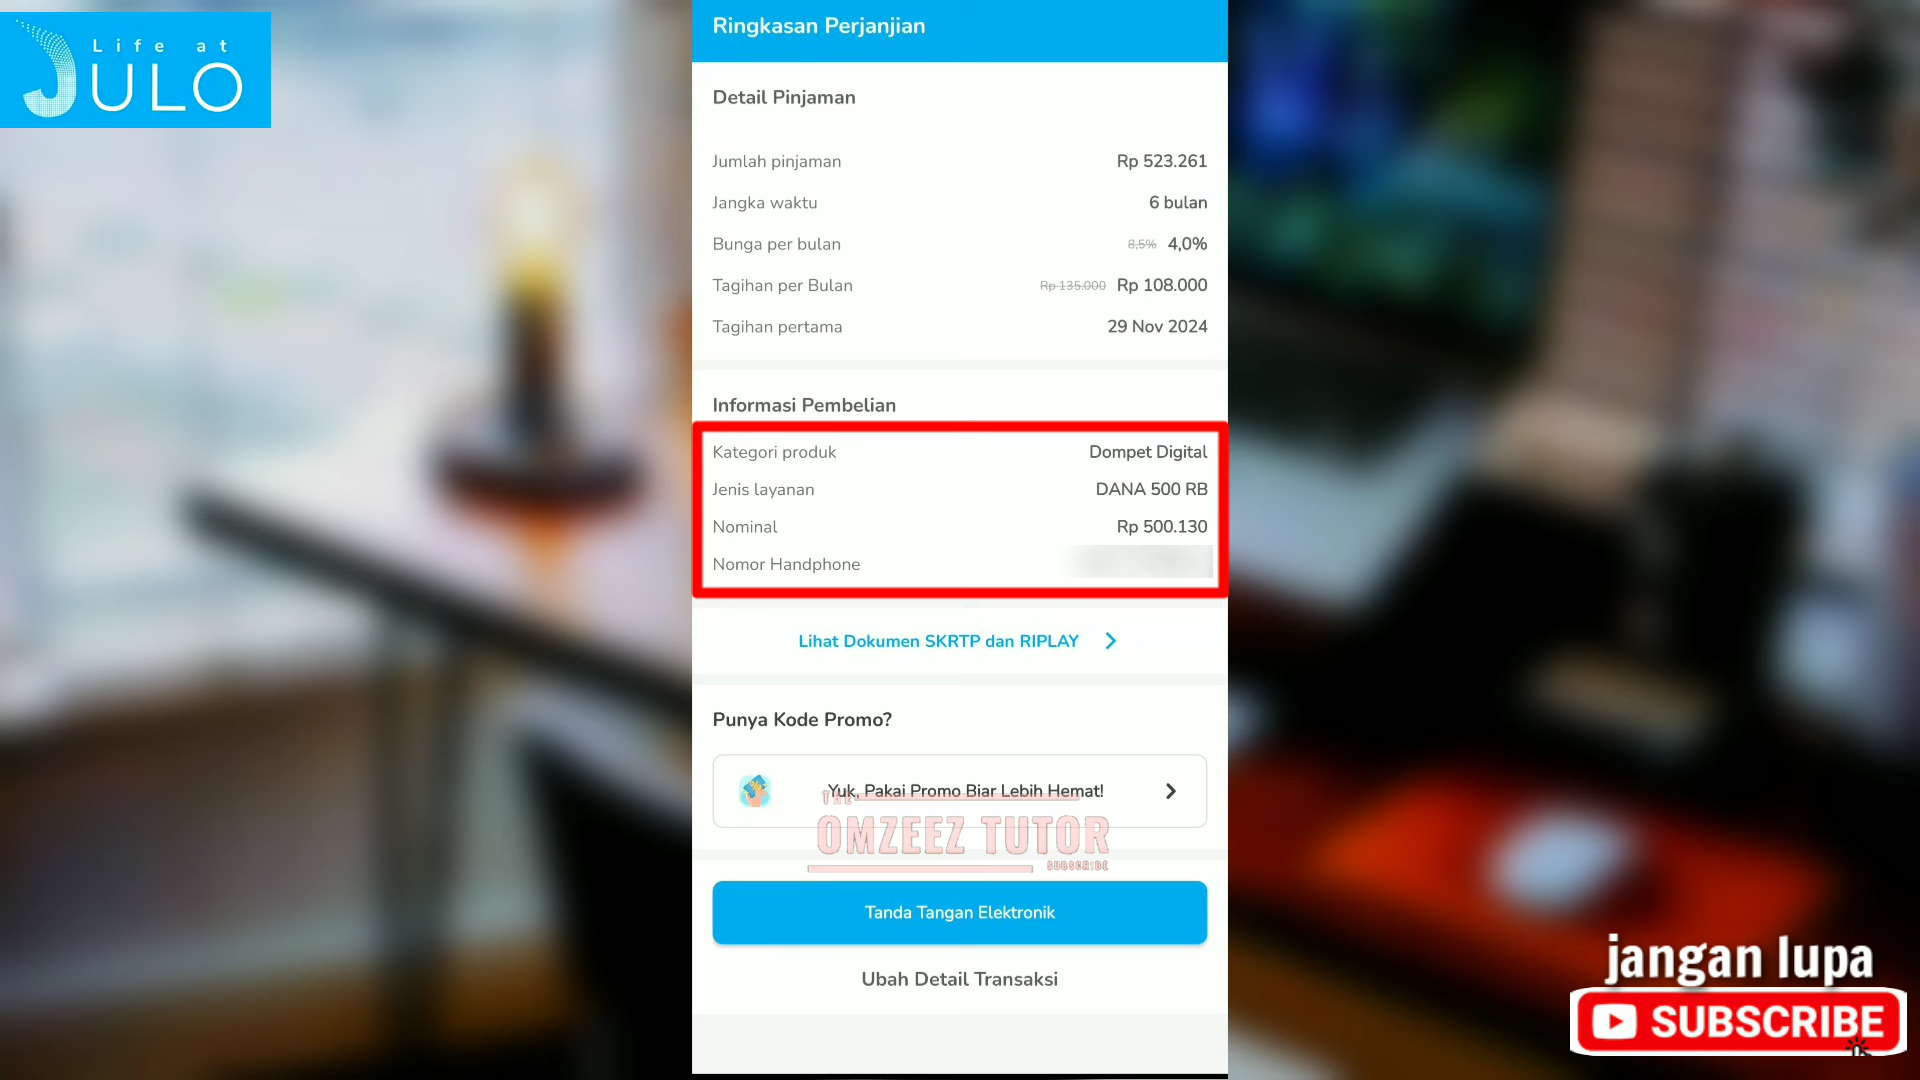 Life at
JULO
Ringkasan Perjanjian
Detail Pinjaman
Jumlah pinjaman Rp 523.261
Jangka waktu 6 bulan
Bunga per bulan 8,5% 4,0%
Tagihan per Bulan Rp 135.000 Rp 108.000
Tagihan pertama 29 Nov 2024
Informasi Pembelian
Kategori produk Dompet Digital
Jenis layanan DANA 500 RB
Nominal Rp 500.130
Nomor Handphone
Lihat Dokumen SKRTP dan RIPLAY
Punya Kode Promo?
Yuk, Pakai Promo Biar Lebih Hemat!
THE
OMZEEZ TUTOR
SUBSCRIBE
Tanda Tangan Elektronik
Ubah Detail Transaksi
jangan lupa
SUBSCRIBE